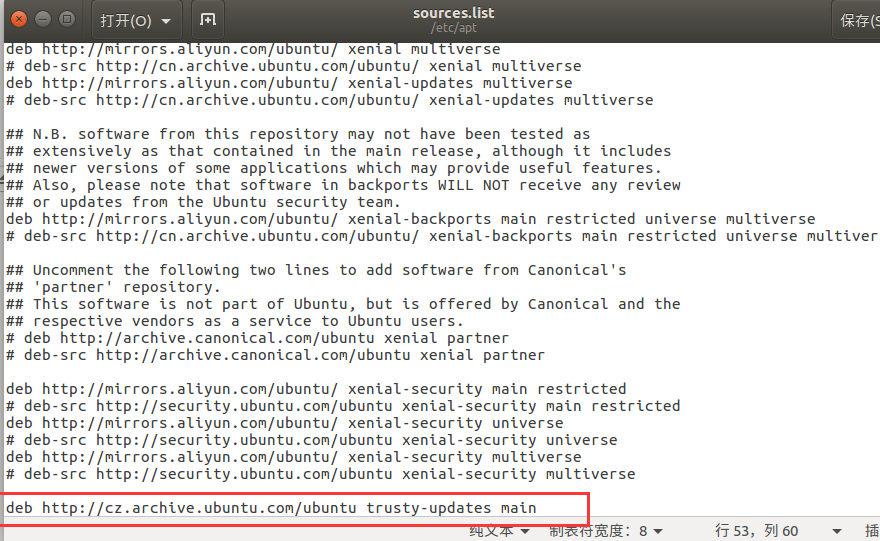 打开(O)
sources.list
/etc/apt
保存(S
deb http://mirrors.aliyun.com/ubuntu/ xenial multiverse
# deb-src http://cn.archive.ubuntu.com/ubuntu/ xenial multiverse
deb http://mirrors.aliyun.com/ubuntu/ xenial-updates multiverse
# deb-src http://cn.archive.ubuntu.com/ubuntu/ xenial-updates multiverse
## N.B. software from this repository may not have been tested as
## extensively as that contained in the main release, although it includes
## newer versions of some applications which may provide useful features.
## Also, please note that software in backports WILL NOT receive any review
## or updates from the Ubuntu security team.
deb http://mirrors.aliyun.com/ubuntu/ xenial-backports main restricted universe multiverse
# deb-src http://cn.archive.ubuntu.com/ubuntu/ xenial-backports main restricted universe multiver
## Uncomment the following two lines to add software from Canonical's
## 'partner' repository.
## This software is not part of Ubuntu, but is offered by Canonical and the
## respective vendors as a service to Ubuntu users.
# deb http://archive.canonical.com/ubuntu xenial partner
# deb-src http://archive.canonical.com/ubuntu xenial partner
deb http://mirrors.aliyun.com/ubuntu/ xenial-security main restricted
# deb-src http://security.ubuntu.com/ubuntu xenial-security main restricted
deb http://mirrors.aliyun.com/ubuntu/ xenial-security universe
# deb-src http://security.ubuntu.com/ubuntu xenial-security universe
deb http://mirrors.aliyun.com/ubuntu/ xenial-security multiverse
# deb-src http://security.ubuntu.com/ubuntu xenial-security multiverse
deb http://cz.archive.ubuntu.com/ubuntu trusty-updates main
纯文本 制表符宽度：8 行 53，列 60 插